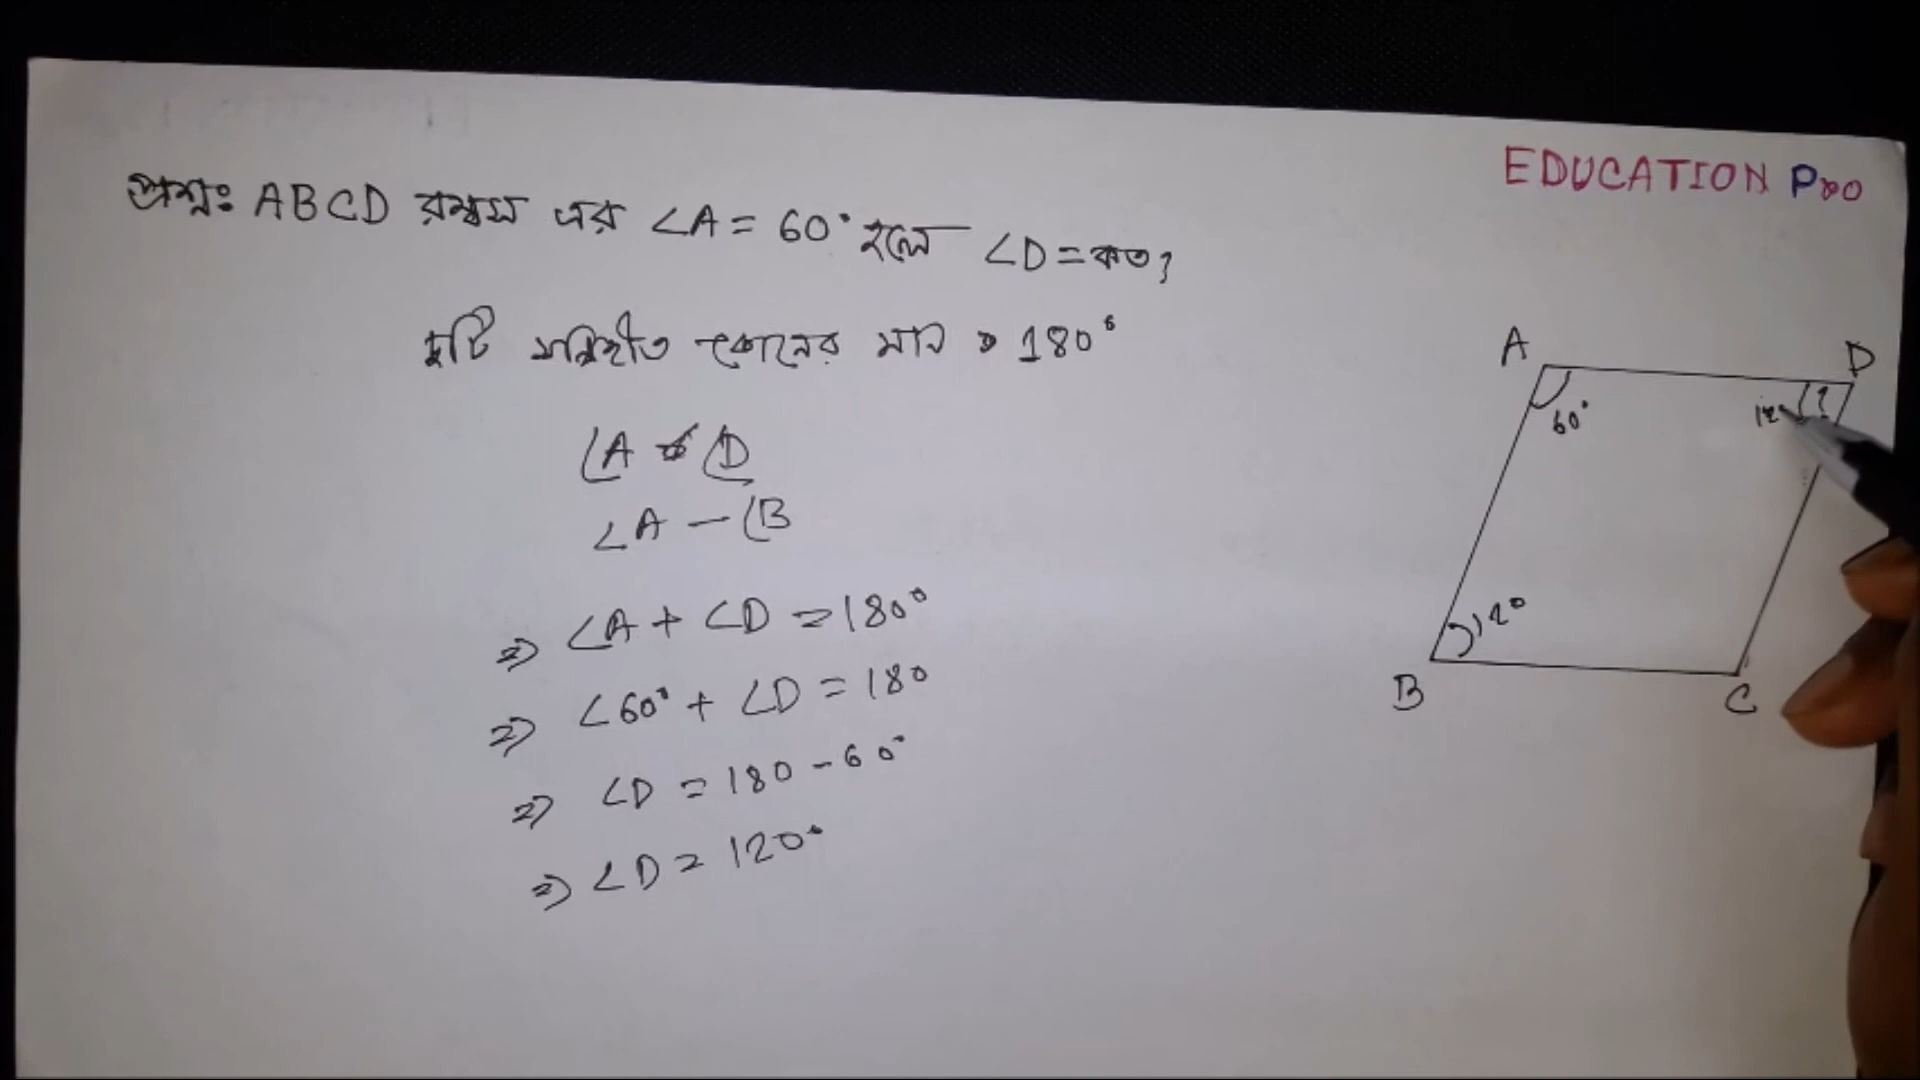 EDUCATION Pro
প্রশ্নঃ ABCD রম্বস এর ∠A = 60° হলে ∠D = কত?
দুটি সন্নিহীত কোনের মান = 180°
∠A ∠D
∠A - ∠B
⇒ ∠A + ∠D = 180°
⇒ ∠60° + ∠D = 180
⇒ ∠D = 180 - 60°
⇒ ∠D = 120°
A
D
60°
?
B
C